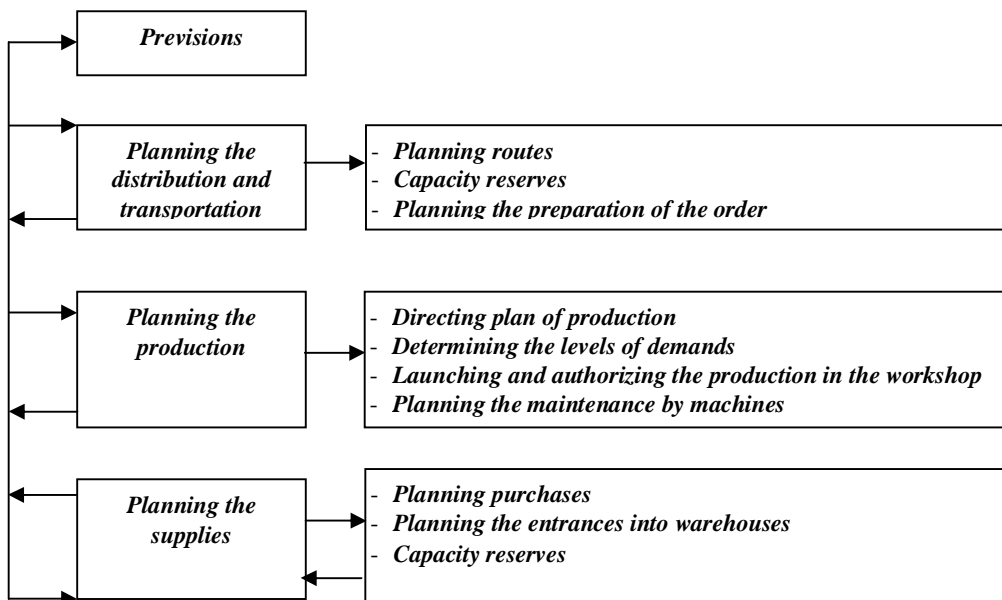 Previsions
Planning the
distribution and
transportation
- Planning routes
- Capacity reserves
- Planning the preparation of the order
Planning the
production
- Directing plan of production
- Determining the levels of demands
- Launching and authorizing the production in the workshop
- Planning the maintenance by machines
Planning the
supplies
- Planning purchases
- Planning the entrances into warehouses
- Capacity reserves